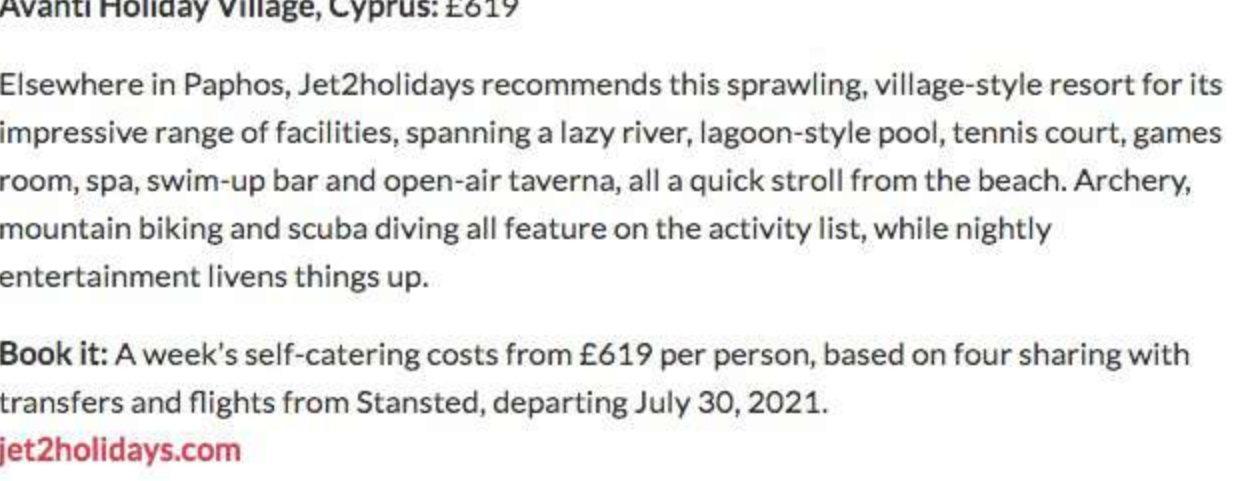 Avanti Holiday Village, Cyprus: £619
Elsewhere in Paphos, Jet2holidays recommends this sprawling, village-style resort for its
impressive range of facilities, spanning a lazy river, lagoon-style pool, tennis court, games
room, spa, swim-up bar and open-air taverna, all a quick stroll from the beach. Archery,
mountain biking and scuba diving all feature on the activity list, while nightly
entertainment livens things up.
Book it: A week's self-catering costs from £619 per person, based on four sharing with
transfers and flights from Stansted, departing July 30, 2021.
jet2holidays.com